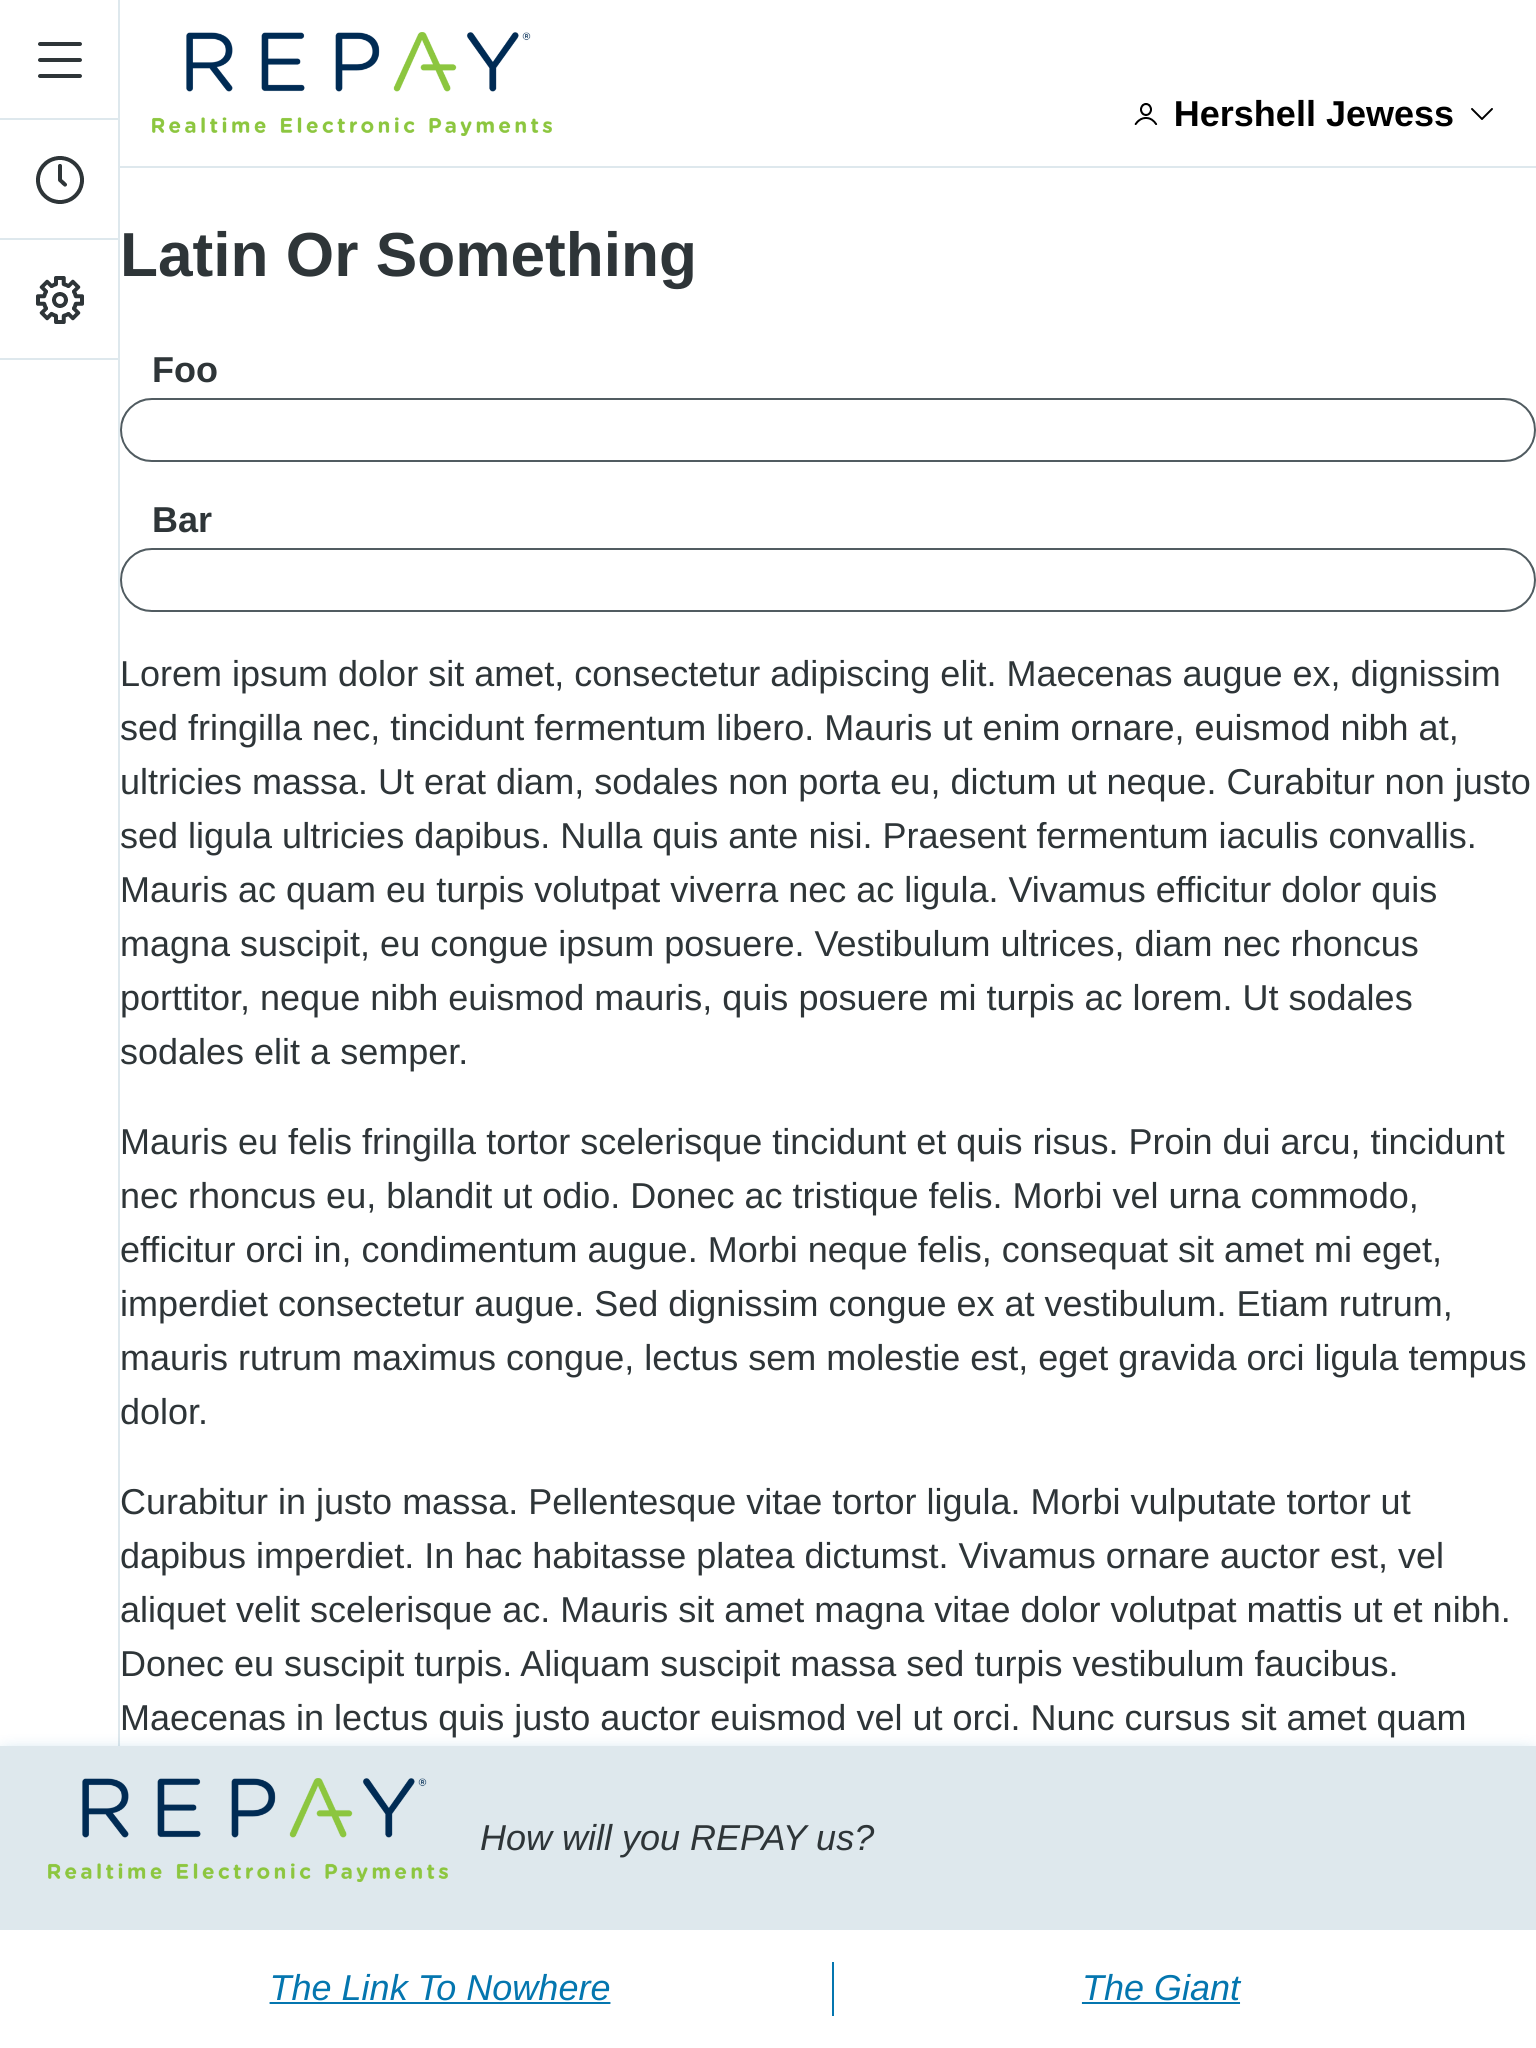 REPAY®
Realtime Electronic Payments
Hershell Jewess
Latin Or Something
Foo
Bar
Lorem ipsum dolor sit amet, consectetur adipiscing elit. Maecenas augue ex, dignissim
sed fringilla nec, tincidunt fermentum libero. Mauris ut enim ornare, euismod nibh at,
ultricies massa. Ut erat diam, sodales non porta eu, dictum ut neque. Curabitur non justo
sed ligula ultricies dapibus. Nulla quis ante nisi. Praesent fermentum iaculis convallis.
Mauris ac quam eu turpis volutpat viverra nec ac ligula. Vivamus efficitur dolor quis
magna suscipit, eu congue ipsum posuere. Vestibulum ultrices, diam nec rhoncus
porttitor, neque nibh euismod mauris, quis posuere mi turpis ac lorem. Ut sodales
sodales elit a semper.
Mauris eu felis fringilla tortor scelerisque tincidunt et quis risus. Proin dui arcu, tincidunt
nec rhoncus eu, blandit ut odio. Donec ac tristique felis. Morbi vel urna commodo,
efficitur orci in, condimentum augue. Morbi neque felis, consequat sit amet mi eget,
imperdiet consectetur augue. Sed dignissim congue ex at vestibulum. Etiam rutrum,
mauris rutrum maximus congue, lectus sem molestie est, eget gravida orci ligula tempus
dolor.
Curabitur in justo massa. Pellentesque vitae tortor ligula. Morbi vulputate tortor ut
dapibus imperdiet. In hac habitasse platea dictumst. Vivamus ornare auctor est, vel
aliquet velit scelerisque ac. Mauris sit amet magna vitae dolor volutpat mattis ut et nibh.
Donec eu suscipit turpis. Aliquam suscipit massa sed turpis vestibulum faucibus.
Maecenas in lectus quis justo auctor euismod vel ut orci. Nunc cursus sit amet quam
REPAY®
Realtime Electronic Payments
How will you REPAY us?
The Link To Nowhere
The Giant